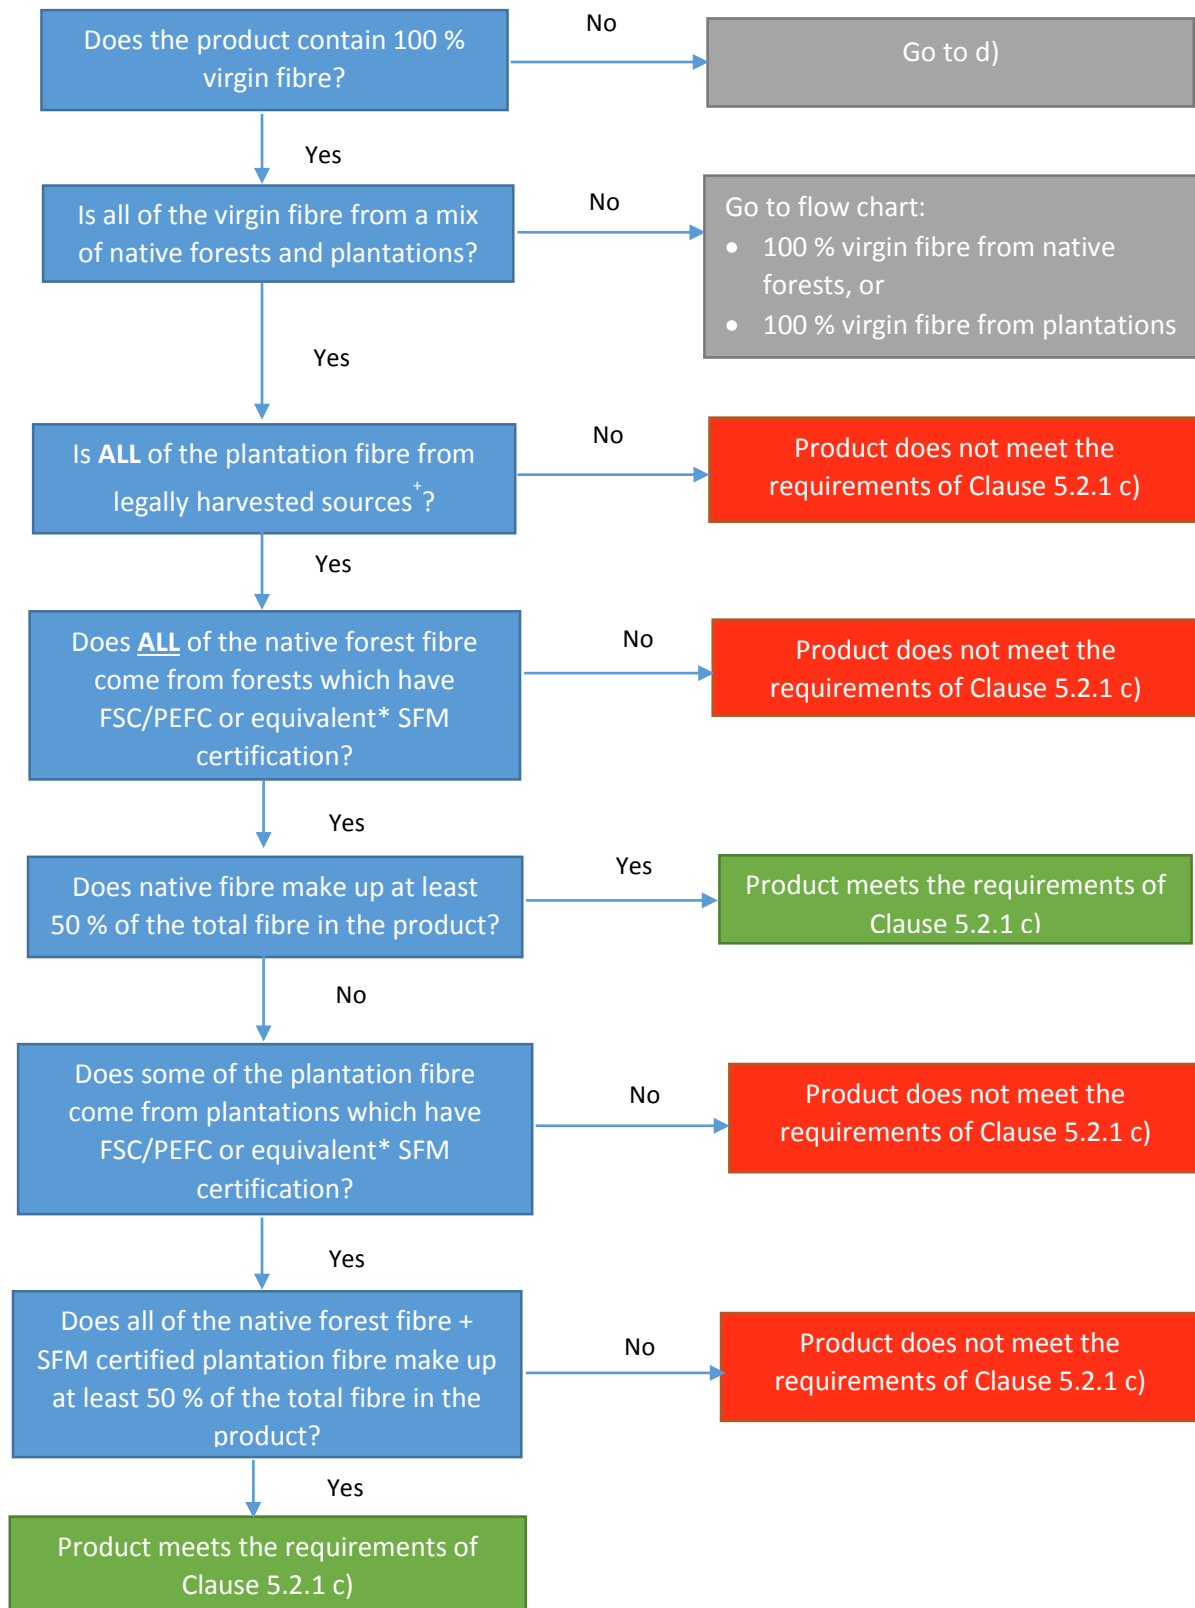 Does the product contain 100 %
virgin fibre?
No
Go to d)
Yes
Is all of the virgin fibre from a mix
of native forests and plantations?
No
Go to flow chart:
• 100 % virgin fibre from native
forests, or
• 100 % virgin fibre from plantations
Yes
Is ALL of the plantation fibre from
legally harvested sources+?
No
Product does not meet the
requirements of Clause 5.2.1 c)
Yes
Does ALL of the native forest fibre
come from forests which have
FSC/PEFC or equivalent* SFM
certification?
No
Product does not meet the
requirements of Clause 5.2.1 c)
Yes
Does native fibre make up at least
50 % of the total fibre in the product?
Yes
Product meets the requirements of
Clause 5.2.1 c)
No
Does some of the plantation fibre
come from plantations which have
FSC/PEFC or equivalent* SFM
certification?
No
Product does not meet the
requirements of Clause 5.2.1 c)
Yes
Does all of the native forest fibre +
SFM certified plantation fibre make up
at least 50 % of the total fibre in the
product?
No
Product does not meet the
requirements of Clause 5.2.1 c)
Yes
Product meets the requirements of
Clause 5.2.1 c)